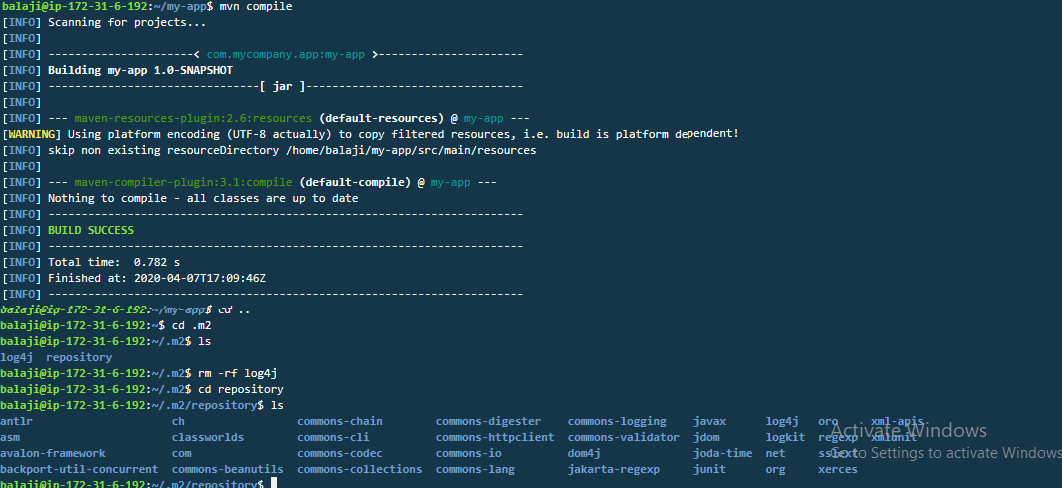 balaji@ip-172-31-6-192:~/my-app$ mvn compile
[INFO] Scanning for projects...
[INFO]
[INFO] ----------------------< com.mycompany.app:my-app >----------------------
[INFO] Building my-app 1.0-SNAPSHOT
[INFO] --------------------------------[ jar ]---------------------------------
[INFO]
[INFO] --- maven-resources-plugin:2.6:resources (default-resources) @ my-app ---
[WARNING] Using platform encoding (UTF-8 actually) to copy filtered resources, i.e. build is platform dependent!
[INFO] skip non existing resourceDirectory /home/balaji/my-app/src/main/resources
[INFO]
[INFO] --- maven-compiler-plugin:3.1:compile (default-compile) @ my-app ---
[INFO] Nothing to compile - all classes are up to date
[INFO] ------------------------------------------------------------------------
[INFO] BUILD SUCCESS
[INFO] ------------------------------------------------------------------------
[INFO] Total time:  0.782 s
[INFO] Finished at: 2020-04-07T17:09:46Z
[INFO] ------------------------------------------------------------------------
balaji@ip-172-31-6-192:~/my-app$ cd ..
balaji@ip-172-31-6-192:~$ cd .m2
balaji@ip-172-31-6-192:~/.m2$ ls
log4j  repository
balaji@ip-172-31-6-192:~/.m2$ rm -rf log4j
balaji@ip-172-31-6-192:~/.m2$ cd repository
balaji@ip-172-31-6-192:~/.m2/repository$ ls
antlr ch commons-chain commons-digester commons-logging javax log4j oro xml-apis
asm classworlds commons-cli commons-httpclient commons-validator jdom logkit regexp xmlunit
Activate Windows
avalon-framework com commons-codec commons-io dom4j joda-time net sslext
Go to Settings to activate Windows
backport-util-concurrent commons-beanutils commons-collections commons-lang jakarta-regexp junit org xerces
balaji@ip-172-31-6-192:~/.m2/repository$